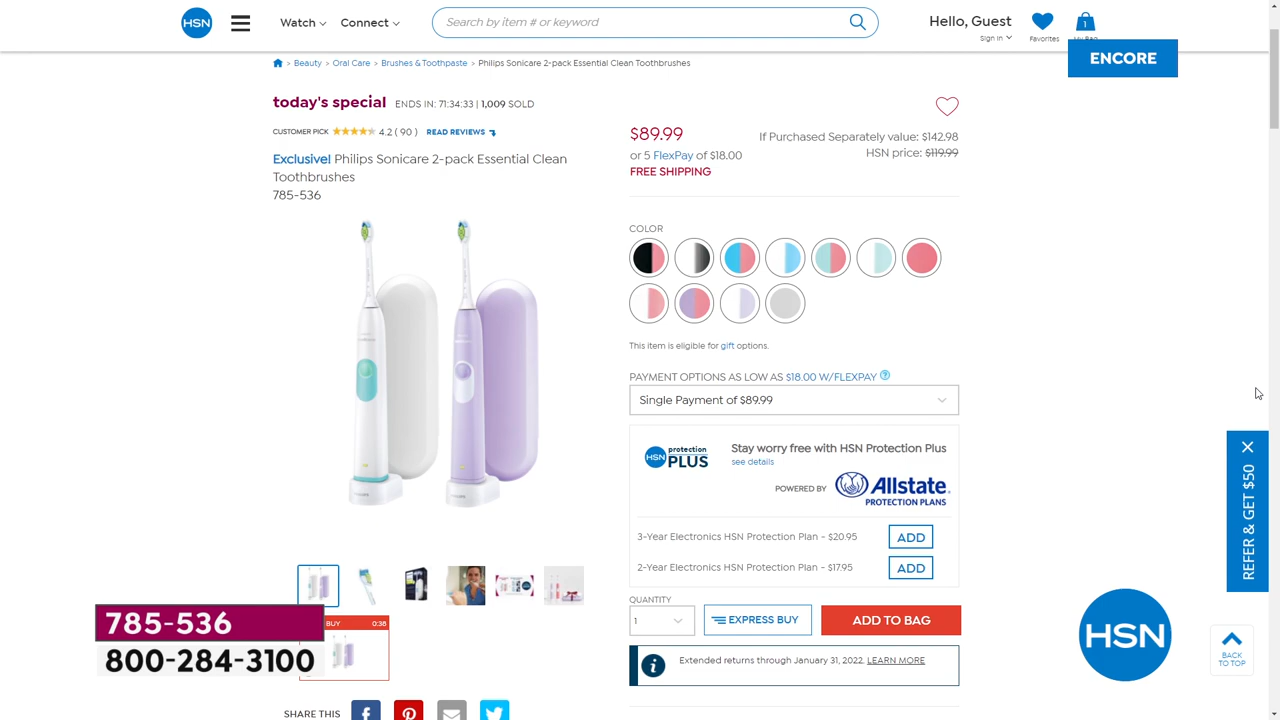 HSN
Watch
Connect
Search by item # or keyword
Hello, Guest
Sign In
Favorites
1
My Bag
ENCORE
> Beauty > Oral Care > Brushes & Toothpaste > Philips Sonicare 2-pack Essential Clean Toothbrushes
today's special ENDS IN: 71:34:33 | 1,009 SOLD
CUSTOMER PICK 4.2 ( 90 ) READ REVIEWS
Exclusive! Philips Sonicare 2-pack Essential Clean
Toothbrushes
785-536
$89.99
or 5 FlexPay of $18.00
FREE SHIPPING
If Purchased Separately value: $142.98
HSN price: $119.99
COLOR
This item is eligible for gift options.
PAYMENT OPTIONS AS LOW AS $18.00 W/FLEXPAY ?
Single Payment of $89.99
HSN protection
PLUS
Stay worry free with HSN Protection Plus
see details
POWERED BY Allstate
PROTECTION PLANS
3-Year Electronics HSN Protection Plan - $20.95 ADD
2-Year Electronics HSN Protection Plan - $17.95 ADD
QUANTITY
1
EXPRESS BUY
ADD TO BAG
i Extended returns through January 31, 2022. LEARN MORE
785-536
BUY 0:38
800-284-3100
SHARE THIS
REFER & GET $50
HSN
BACK
TO TOP